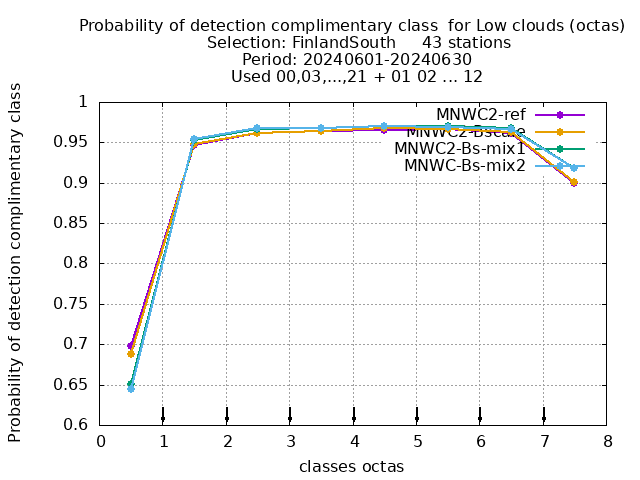 Probability of detection complimentary class  for Low clouds (octas)
Selection: FinlandSouth     43 stations
Period: 20240601-20240630
Used 00,03,...,21 + 01 02 ... 12
Probability of detection complimentary class
1
0.95
0.9
0.85
0.8
0.75
0.7
0.65
0.6
MNWC2-ref
MNWC2-Bscale
MNWC2-Bs-mix1
MNWC-Bs-mix2
0 1 2 3 4 5 6 7 8
classes octas